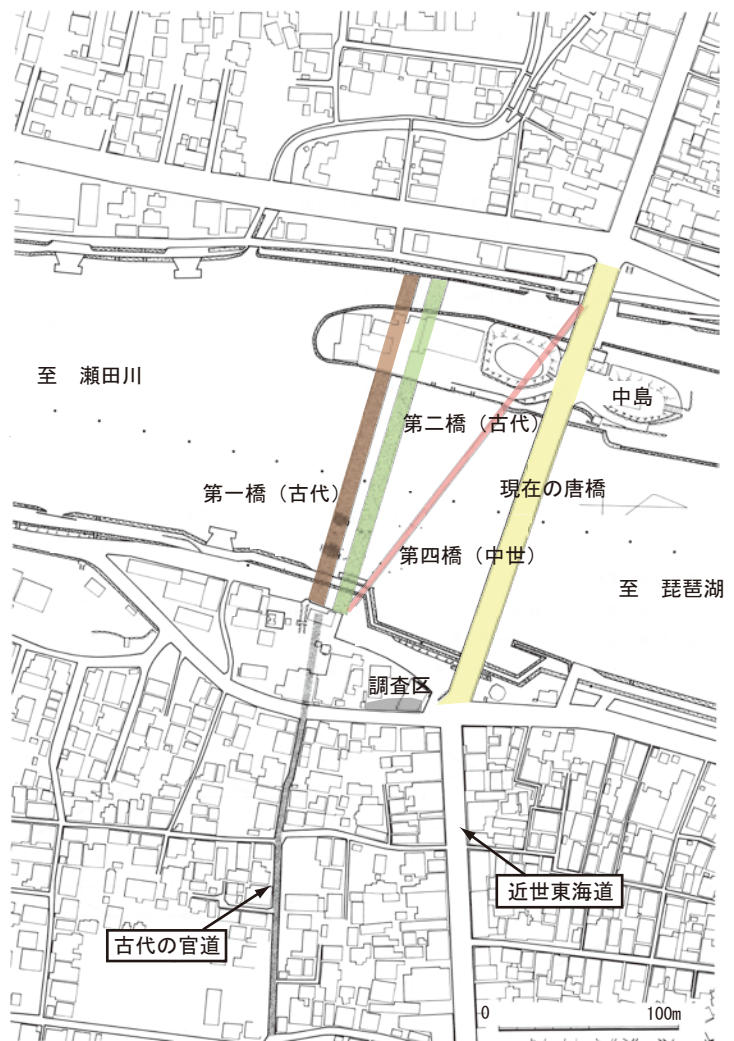 至　瀬田川
中島
第二橋（古代）
第一橋（古代）
現在の唐橋
第四橋（中世）
至　琵琶湖
調査区
近世東海道
古代の官道
0　100m